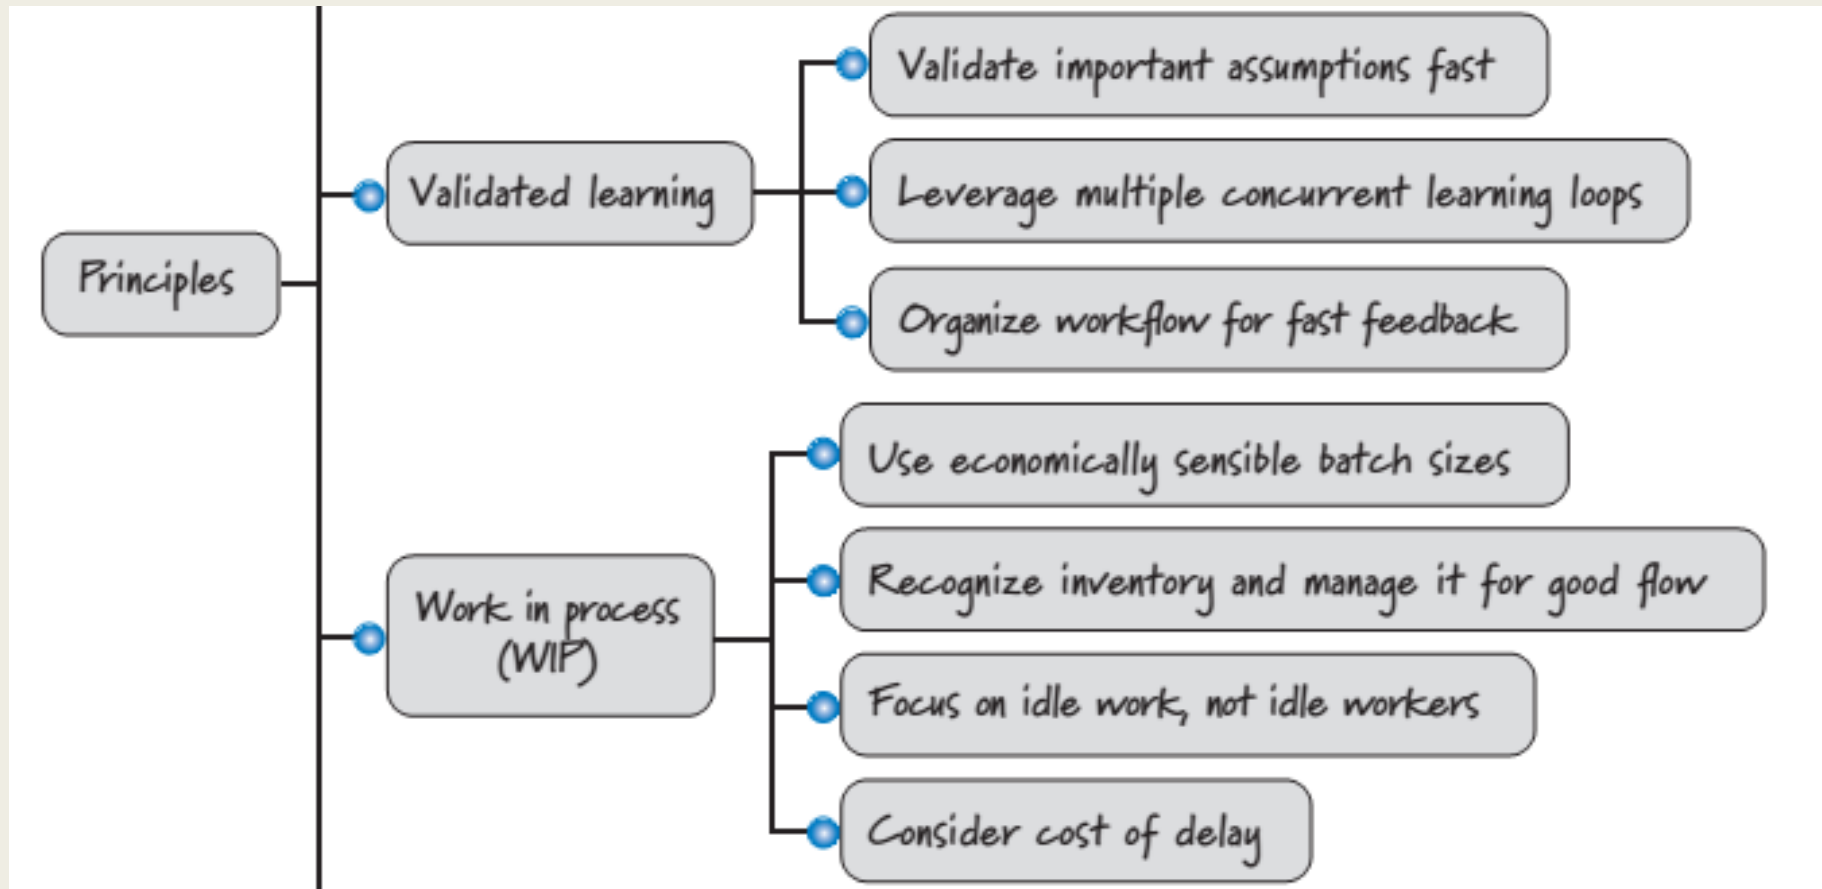 Principles
Validated learning
Validate important assumptions fast
Leverage multiple concurrent learning loops
Organize workflow for fast feedback
Work in process
(WIP)
Use economically sensible batch sizes
Recognize inventory and manage it for good flow
Focus on idle work, not idle workers
Consider cost of delay